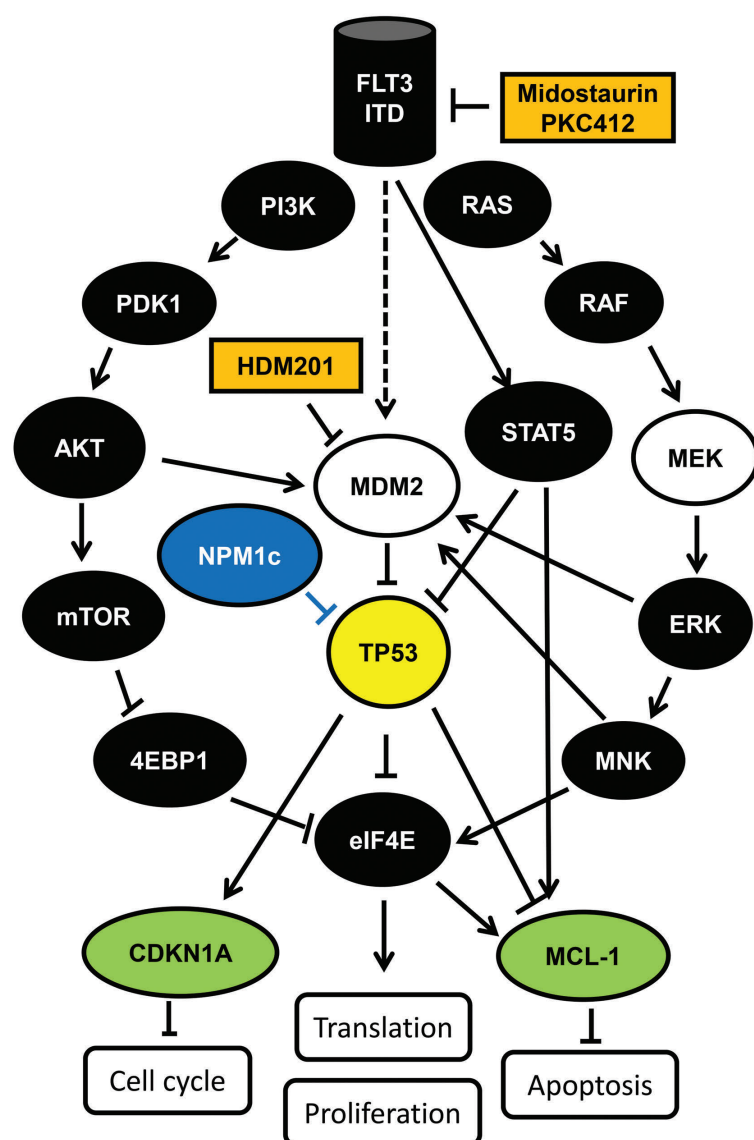 FLT3
ITD
Midostaurin
PKC412
PI3K
RAS
PDK1
RAF
HDM201
AKT
STAT5
MEK
MDM2
NPM1c
mTOR
ERK
TP53
4EBP1
MNK
eIF4E
CDKN1A
MCL-1
Translation
Cell cycle
Apoptosis
Proliferation